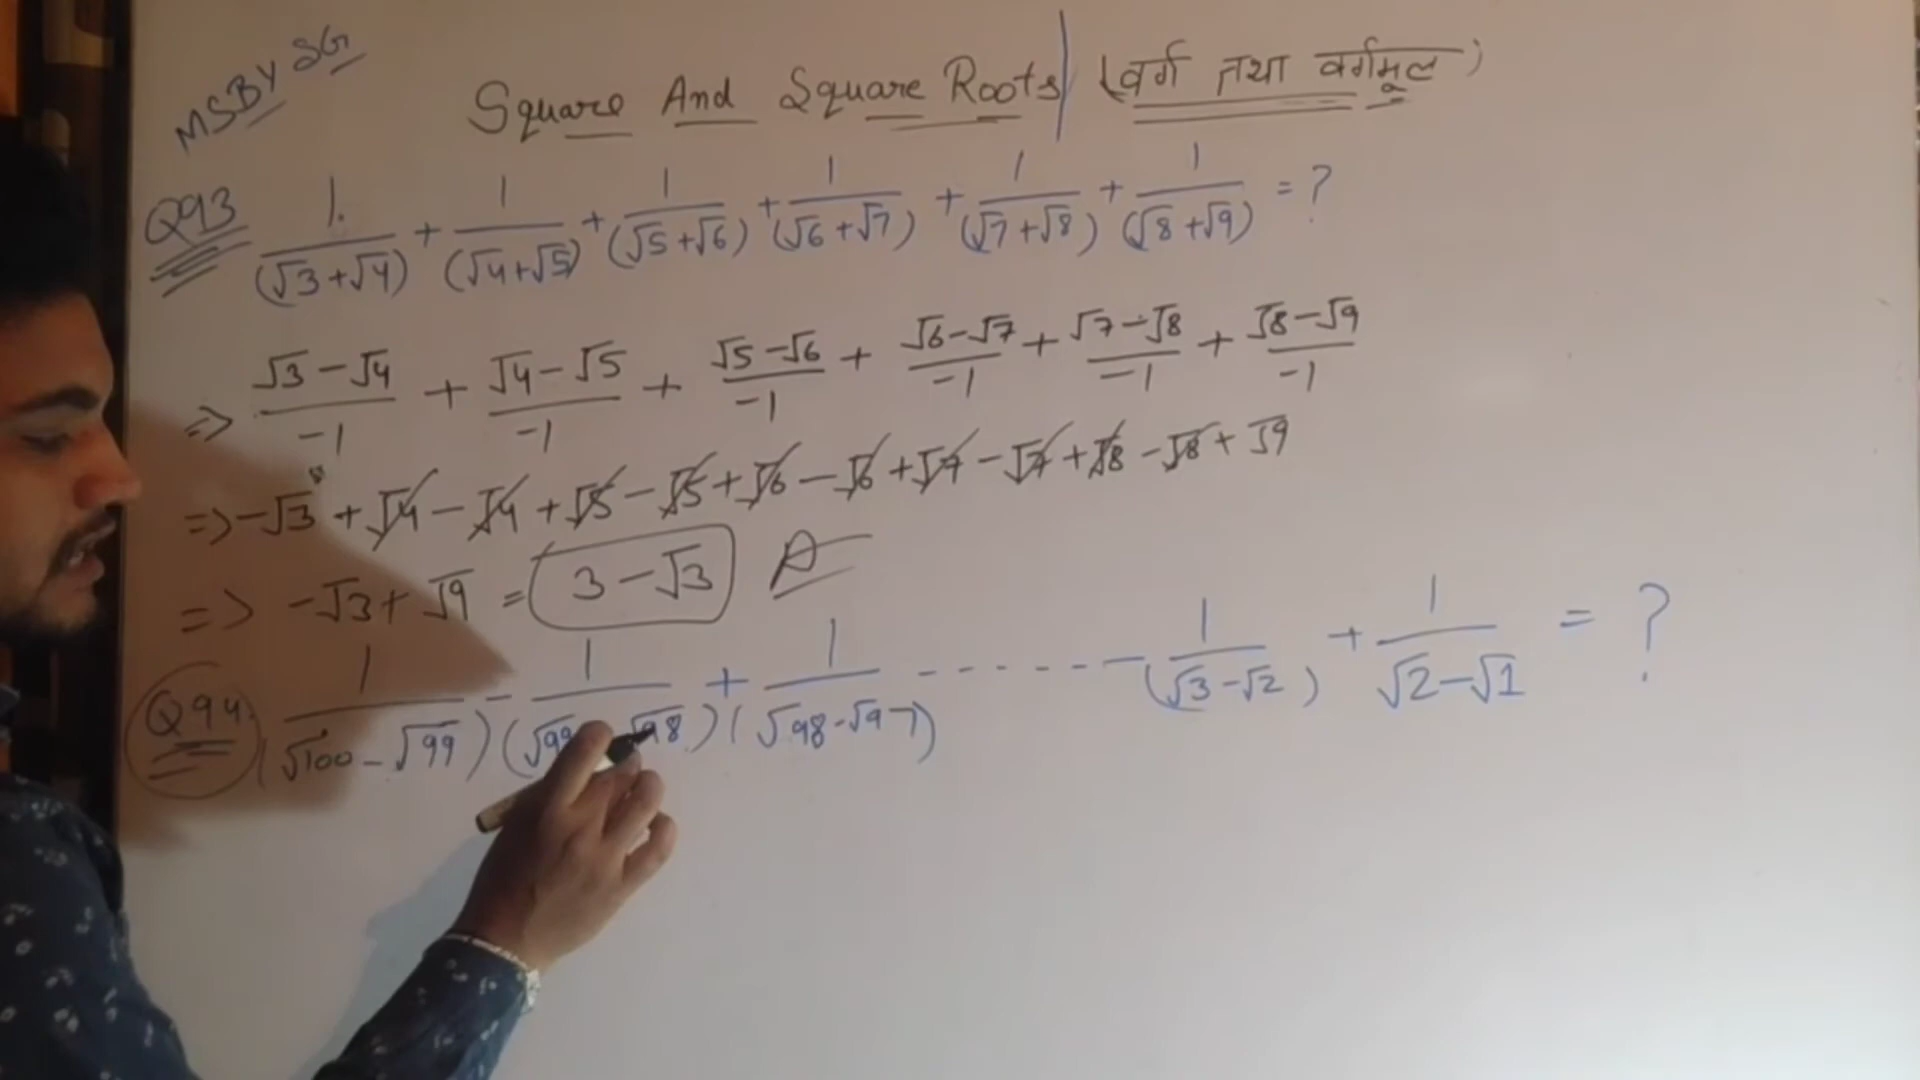 MSBY SG
Square And Square Roots / (वर्ग तथा वर्गमूल)
Q93 1/(√3+√4) + 1/(√4+√5) + 1/(√5+√6) + 1/(√6+√7) + 1/(√7+√8) + 1/(√8+√9) = ?
=> √3-√4/-1 + √4-√5/-1 + √5-√6/-1 + √6-√7/-1 + √7-√8/-1 + √8-√9/-1
=> -√3 + √4 - √4 + √5 - √5 + √6 - √6 + √7 - √7 + √8 - √8 + √9
=> -√3 + √9 = 3-√3 A
Q94. 1/(√100-√99) - 1/(√99 √98) + 1/(√98-√97) ------- 1/(√3-√2) + 1/√2-√1 = ?